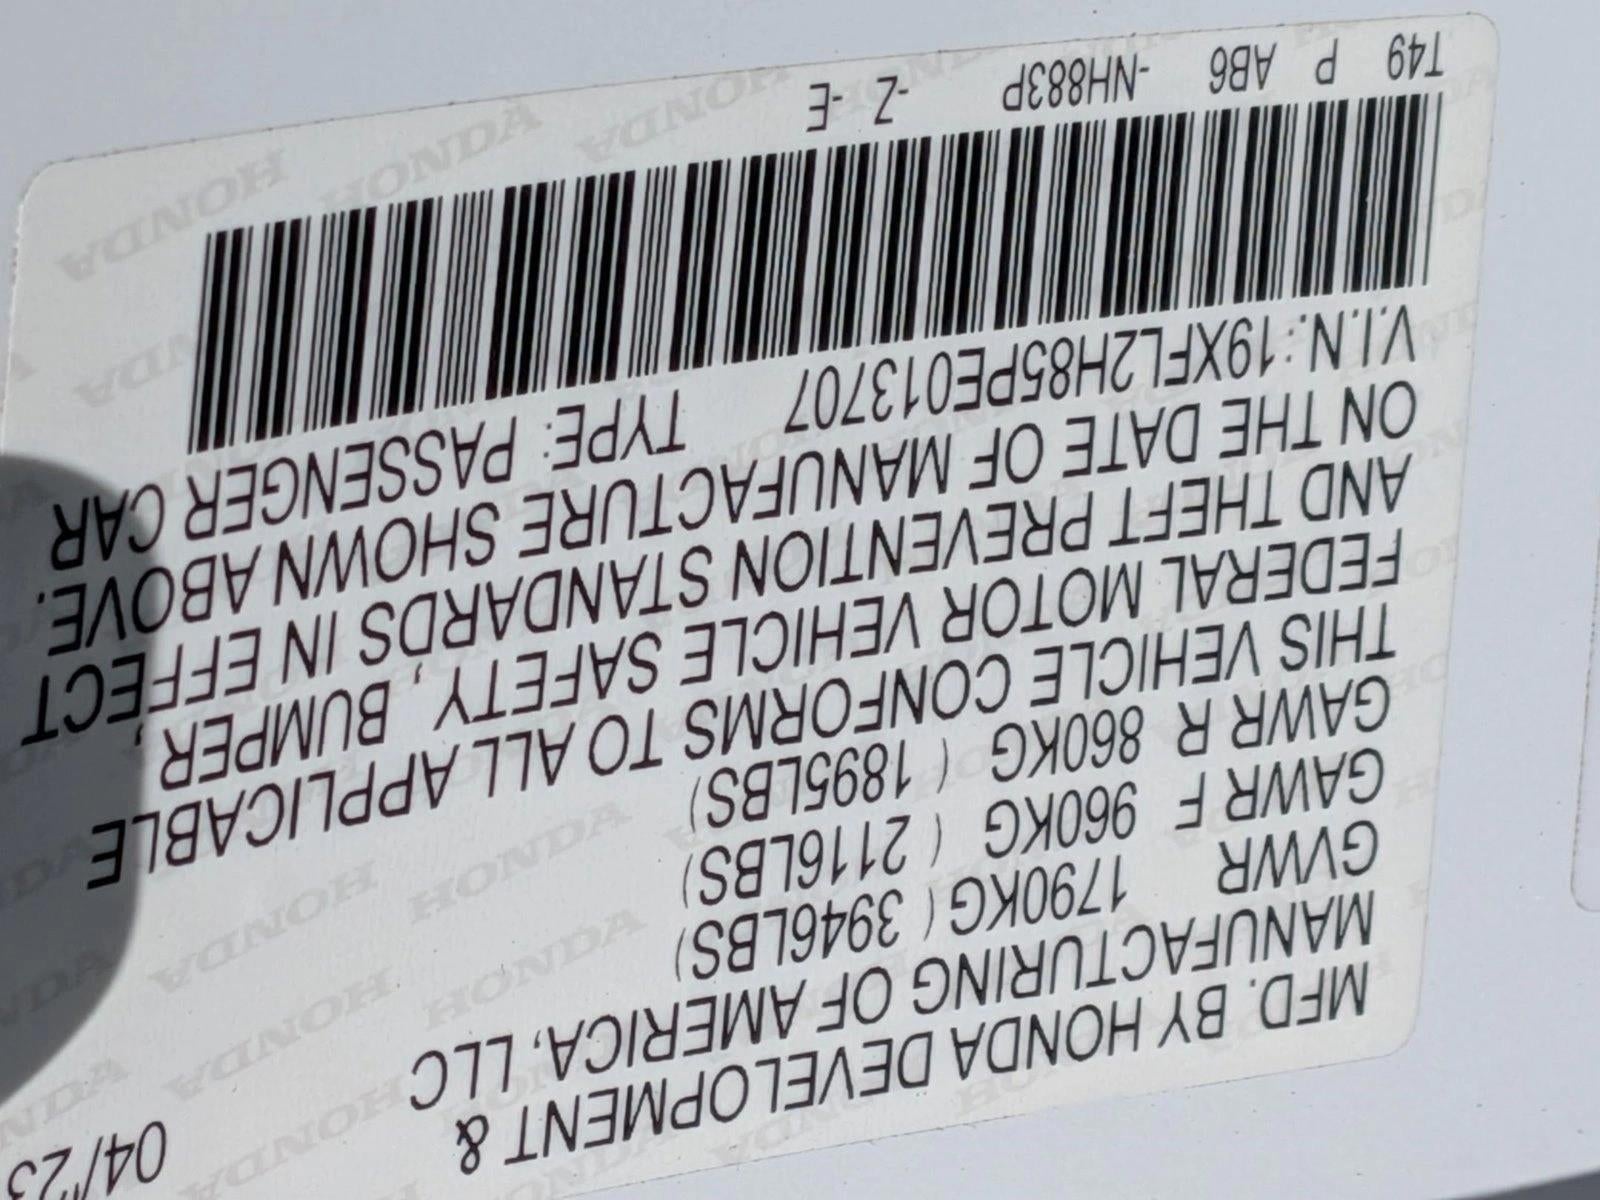 MFD. BY HONDA DEVELOPMENT & 04/23
MANUFACTURING OF AMERICA, LLC
GVWR 1790KG ( 3946LBS)
GAWR F 960KG ( 2116LBS)
GAWR R 860KG ( 1895LBS)
THIS VEHICLE CONFORMS TO ALL APPLICABLE
FEDERAL MOTOR VEHICLE SAFETY, BUMPER,
AND THEFT PREVENTION STANDARDS IN EFFECT
ON THE DATE OF MANUFACTURE SHOWN ABOVE.
V.I.N.:19XFL2H85PE013707 TYPE: PASSENGER CAR
T49 P AB6 -NH883P -Z -E